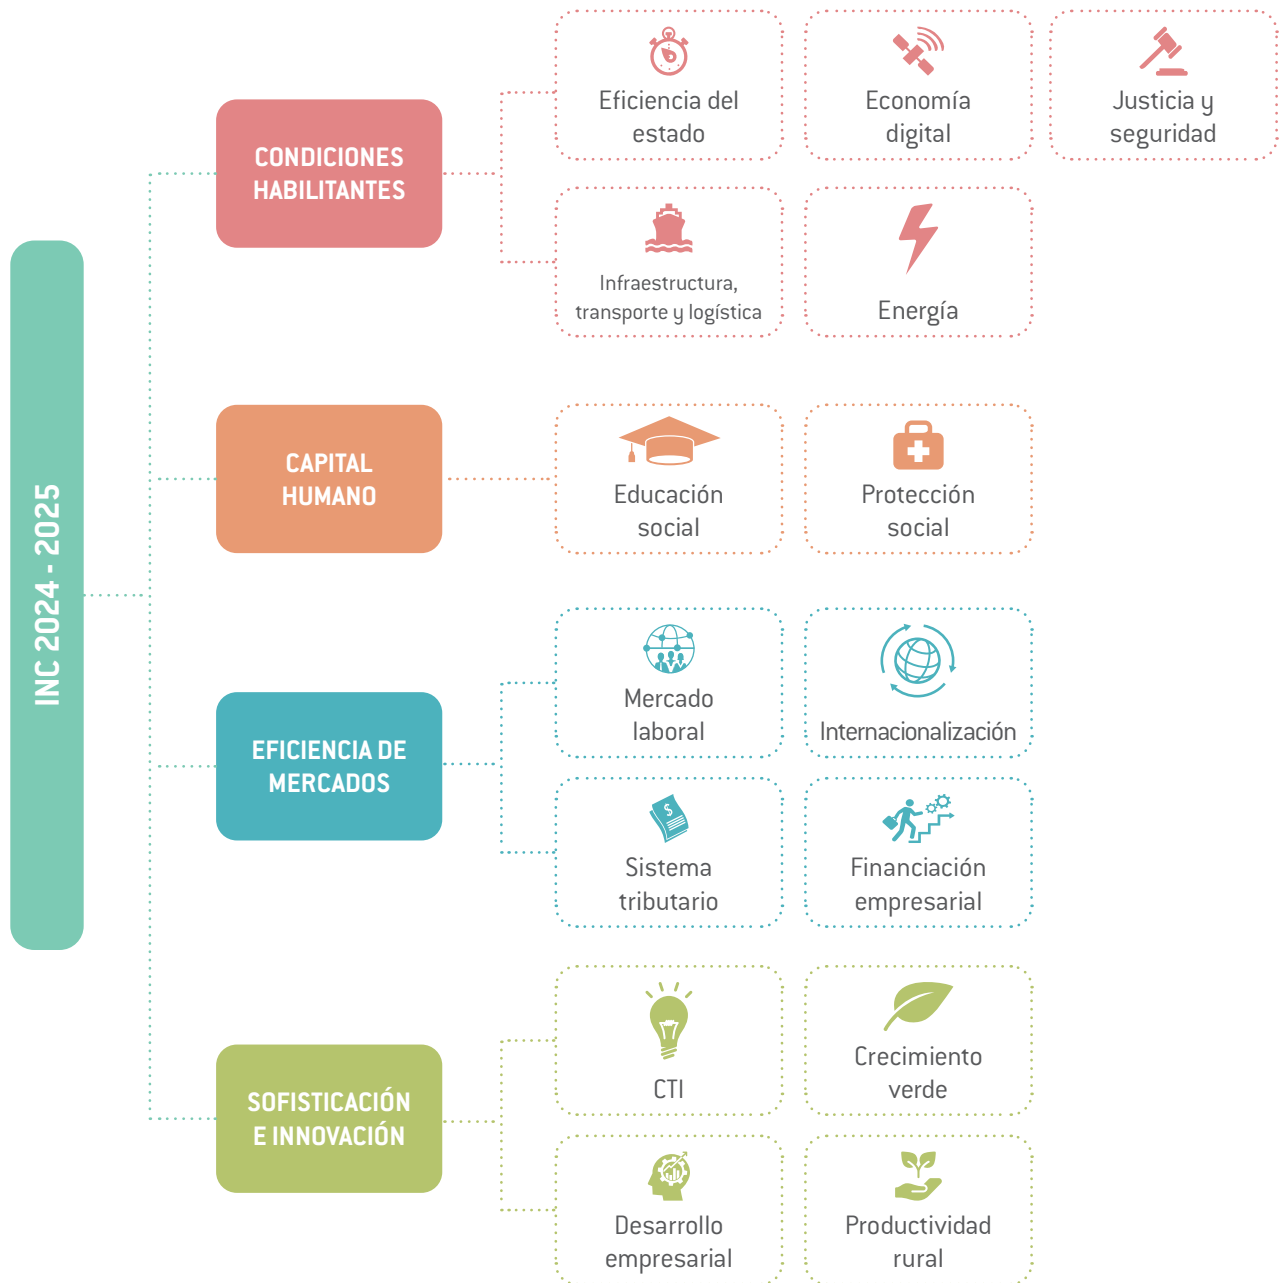 INC 2024 - 2025
CONDICIONES
HABILITANTES
Eficiencia del
estado
Economía
digital
Justicia y
seguridad
Infraestructura,
transporte y logística
Energía
CAPITAL
HUMANO
Educación
social
Protección
social
EFICIENCIA DE
MERCADOS
Mercado
laboral
Internacionalización
$
Sistema
tributario
Financiación
empresarial
SOFISTICACIÓN
E INNOVACIÓN
CTI
Crecimiento
verde
Desarrollo
empresarial
Productividad
rural